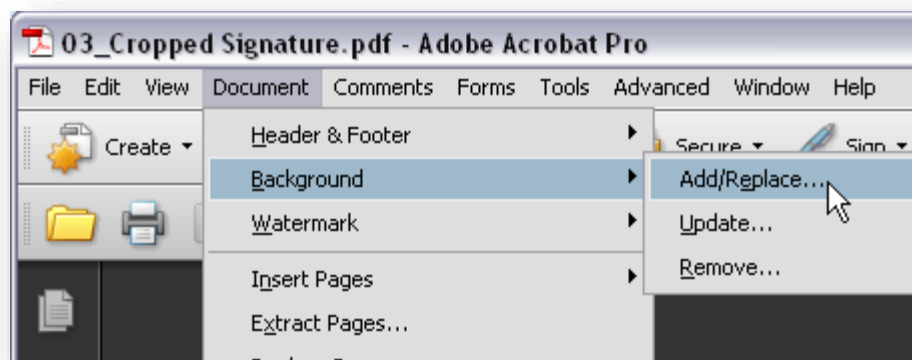 03_Cropped Signature.pdf - Adobe Acrobat Pro
File Edit View Document Comments Forms Tools Advanced Window Help
Create Secure Sign
Header & Footer
Background
Add/Replace...
Watermark
Update...
Remove...
Insert Pages
Extract Pages...